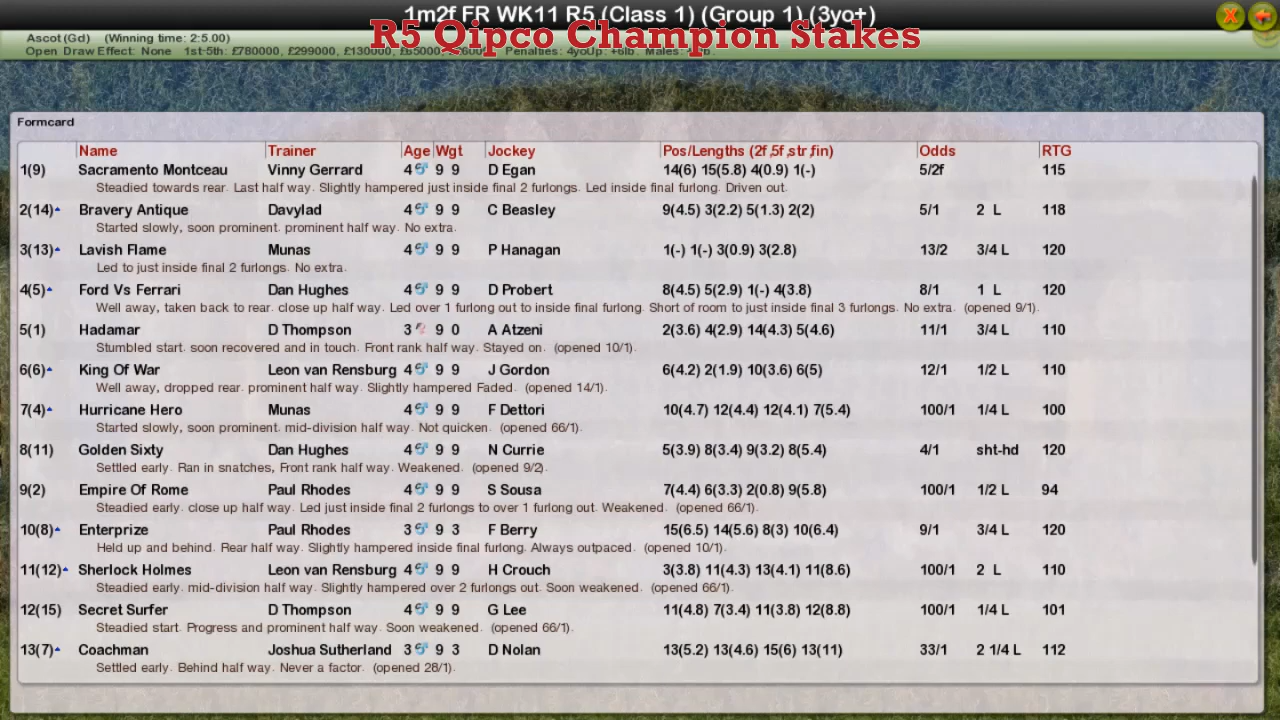 1m2f FR WK11 R5 (Class 1) (Group 1) (3yo+)
R5 Qipco Champion Stakes
Ascot(Gd) (Winning time: 2:5.00)
Open Draw Effect: None 1st-5th: £780000, £299000, Penalties: 4yoUp:
Formcard
Name Trainer Age Wgt Jockey Pos/Lengths (2f,5f,str,fin) Odds RTG
1(9) Sacramento Montceau Vinny Gerrard 4 9 9 D Egan 14(6) 15(5.8) 4(0.9) 1(-) 5/2f 115
Steadied towards rear. Last half way. Slightly hampered just inside final 2 furlongs. Led inside final furlong. Driven out.
2(14) Bravery Antique Davylad 4 9 9 C Beasley 9(4.5) 3(2.2) 5(1.3) 2(2) 5/1 2 L 118
Started slowly, soon prominent. prominent half way. No extra.
3(13) Lavish Flame Munas 4 9 9 P Hanagan 1(-) 1(-) 3(0.9) 3(2.8) 13/2 3/4 L 120
Led to just inside final 2 furlongs. No extra.
4(5) Ford Vs Ferrari Dan Hughes 4 9 9 D Probert 8(4.5) 5(2.9) 1(-) 4(3.8) 8/1 1 L 120
Well away, taken back to rear. close up half way. Led over 1 furlong out to inside final furlong. Short of room to just inside final 3 furlongs. No extra. (opened 9/1).
5(1) Hadamar D Thompson 3 9 0 A Atzeni 2(3.6) 4(2.9) 14(4.3) 5(4.6) 11/1 3/4 L 110
Stumbled start. soon recovered and in touch. Front rank half way. Stayed on. (opened 10/1).
6(6) King Of War Leon van Rensburg 4 9 9 J Gordon 6(4.2) 2(1.9) 10(3.6) 6(5) 12/1 1/2 L 110
Well away, dropped rear. prominent half way. Slightly hampered Faded. (opened 14/1).
7(4) Hurricane Hero Munas 4 9 9 F Dettori 10(4.7) 12(4.4) 12(4.1) 7(5.4) 100/1 1/4 L 100
Started slowly, soon prominent. mid-division half way. Not quicken. (opened 66/1).
8(11) Golden Sixty Dan Hughes 4 9 9 N Currie 5(3.9) 8(3.4) 9(3.2) 8(5.4) 4/1 sht-hd 120
Settled early. Ran in snatches, Front rank half way. Weakened. (opened 9/2).
9(2) Empire Of Rome Paul Rhodes 4 9 9 S Sousa 7(4.4) 6(3.3) 2(0.8) 9(5.8) 100/1 1/2 L 94
Steadied early. close up half way. Led just inside final 2 furlongs to over 1 furlong out. Weakened. (opened 66/1).
10(8) Enterprize Paul Rhodes 3 9 3 F Berry 15(6.5) 14(5.6) 8(3) 10(6.4) 9/1 3/4 L 120
Held up and behind. Rear half way. Slightly hampered inside final furlong. Always outpaced. (opened 10/1).
11(12) Sherlock Holmes Leon van Rensburg 4 9 9 H Crouch 3(3.8) 11(4.3) 13(4.1) 11(8.6) 100/1 2 L 110
Steadied early. mid-division half way. Slightly hampered over 2 furlongs out. Soon weakened. (opened 66/1).
12(15) Secret Surfer D Thompson 4 9 9 G Lee 11(4.8) 7(3.4) 11(3.8) 12(8.8) 100/1 1/4 L 101
Steadied start. Progress and prominent half way. Soon weakened. (opened 66/1).
13(7) Coachman Joshua Sutherland 3 9 3 D Nolan 13(5.2) 13(4.6) 15(6) 13(11) 33/1 2 1/4 L 112
Settled early. Behind half way. Never a factor. (opened 28/1).